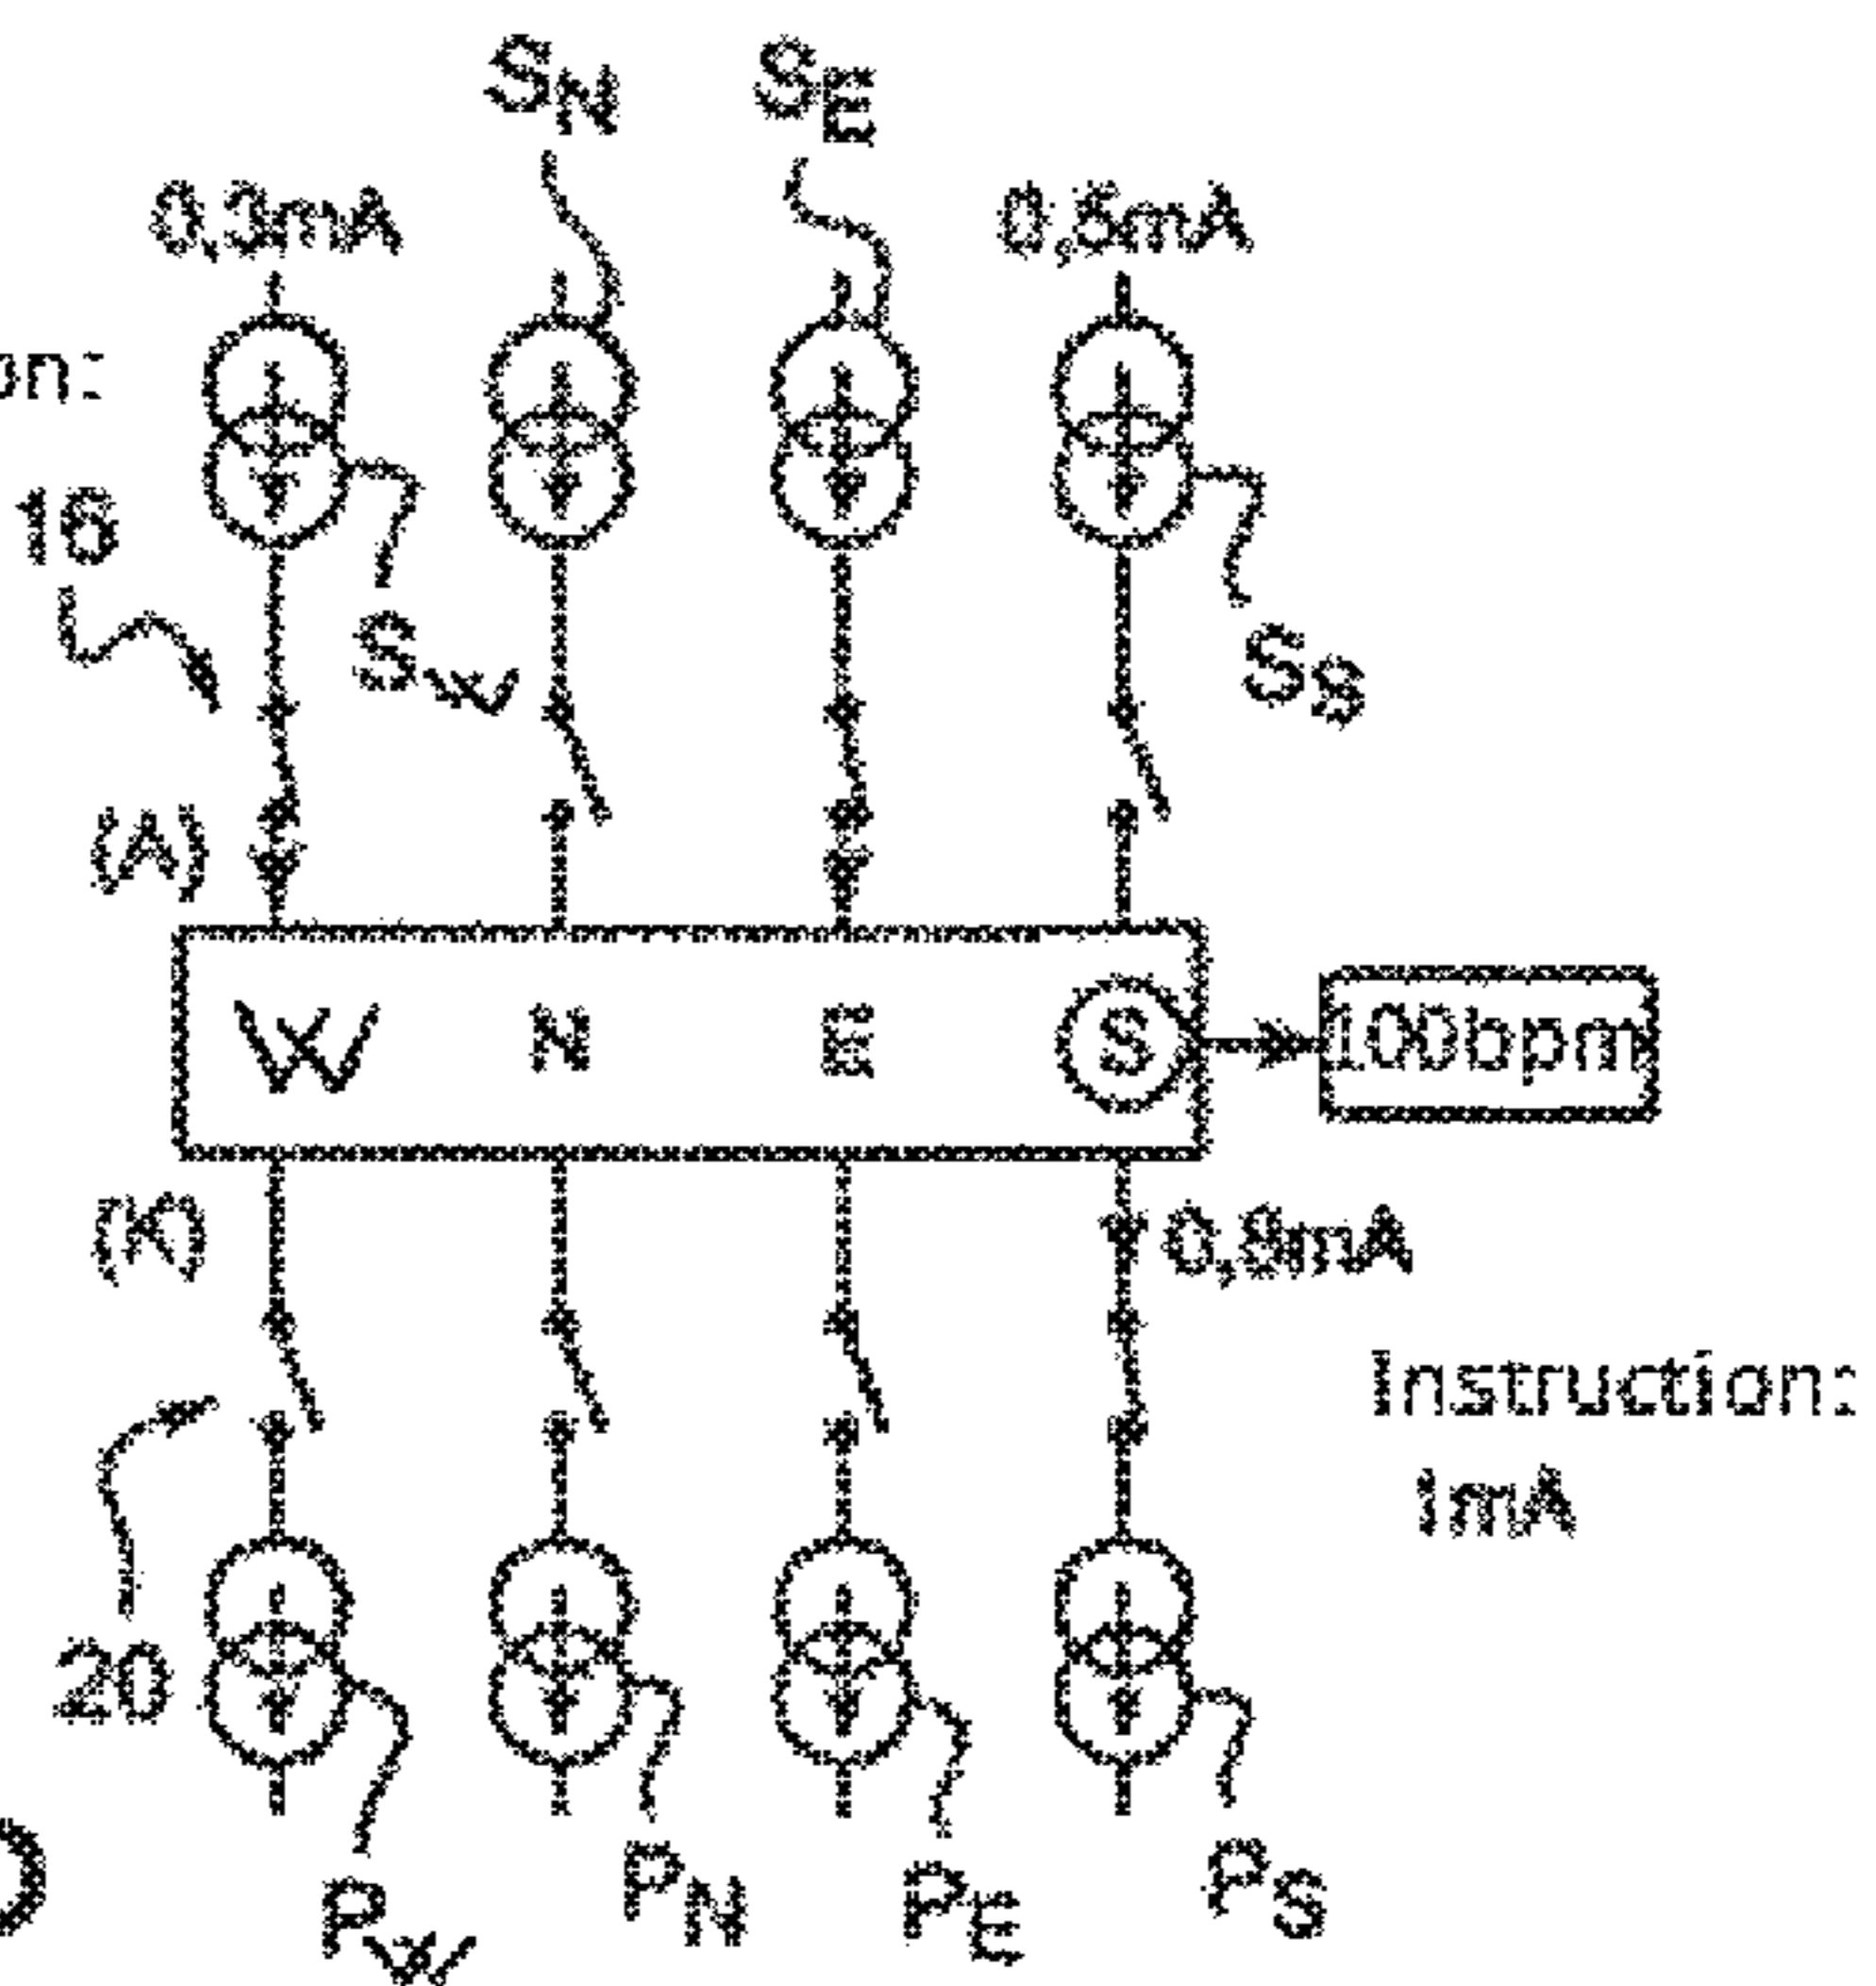 S_N S_E
0,3mA 0,5mA
on:
16
S_W S_S
(A)
W N E S 100bpm
(K) 0,8mA
Instruction:
1mA
20
P_W P_N P_E P_S